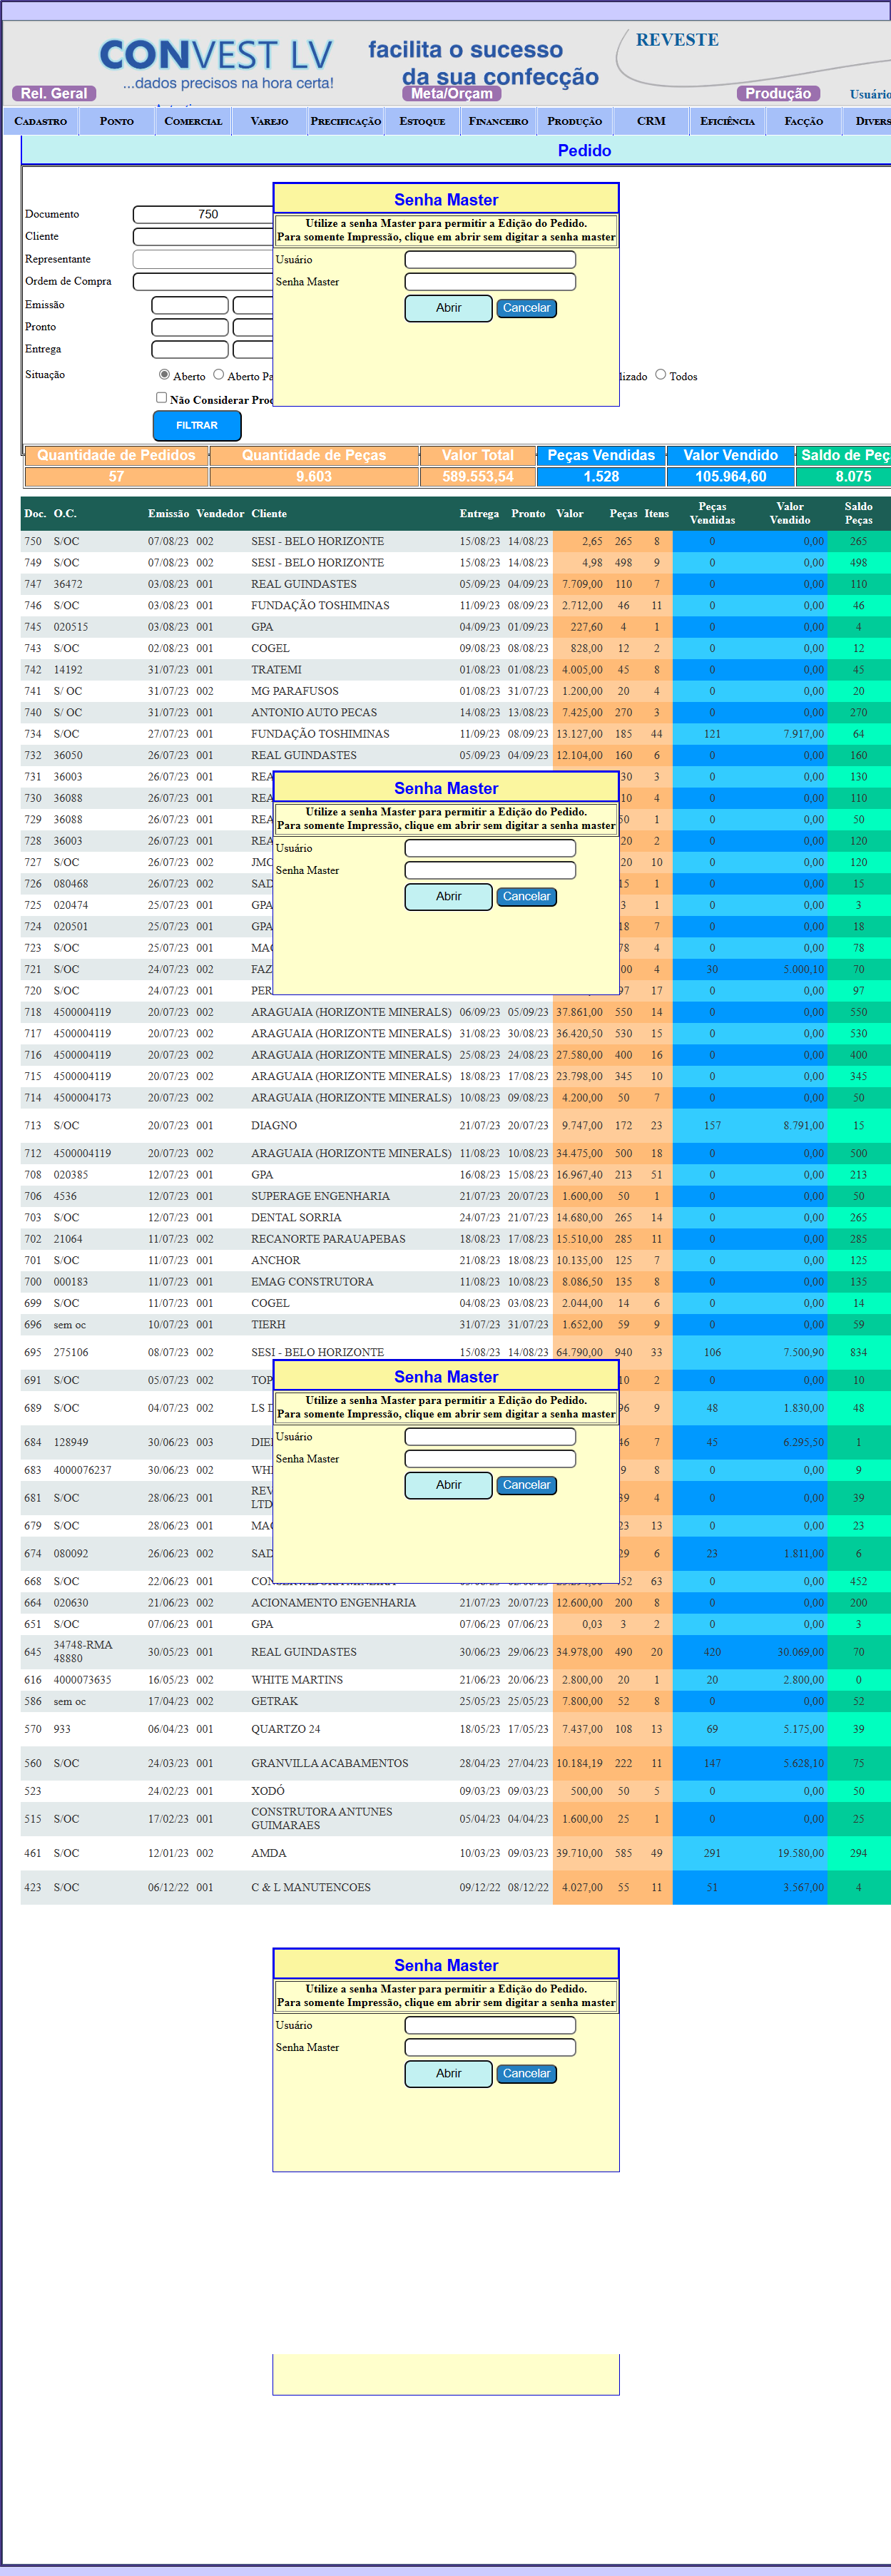 CONVEST LV
...dados precisos na hora certa!
facilita o sucesso
da sua confecção
REVESTE
Rel. Geral Meta/Orçam Produção Usuário
CADASTRO PONTO COMERCIAL VAREJO PRECIFICAÇÃO ESTOQUE FINANCEIRO PRODUÇÃO CRM EFICIÊNCIA FACÇÃO DIVERS
Pedido
Senha Master
Utilize a senha Master para permitir a Edição do Pedido.
Para somente Impressão, clique em abrir sem digitar a senha master
Usuário
Senha Master
Abrir Cancelar
Documento 750
Cliente
Representante
Ordem de Compra
Emissão
Pronto
Entrega
Situação Aberto Aberto Pa lizado Todos
Não Considerar Proc
FILTRAR
Quantidade de Pedidos Quantidade de Peças Valor Total Peças Vendidas Valor Vendido Saldo de Peç
57 9.603 589.553,54 1.528 105.964,60 8.075
Doc. O.C. Emissão Vendedor Cliente Entrega Pronto Valor Peças Itens Peças Vendidas Valor Vendido Saldo Peças
750 S/OC 07/08/23 002 SESI - BELO HORIZONTE 15/08/23 14/08/23 2,65 265 8 0 0,00 265
749 S/OC 07/08/23 002 SESI - BELO HORIZONTE 15/08/23 14/08/23 4,98 498 9 0 0,00 498
747 36472 03/08/23 001 REAL GUINDASTES 05/09/23 04/09/23 7.709,00 110 7 0 0,00 110
746 S/OC 03/08/23 001 FUNDAÇÃO TOSHIMINAS 11/09/23 08/09/23 2.712,00 46 11 0 0,00 46
745 020515 03/08/23 001 GPA 04/09/23 01/09/23 227,60 4 1 0 0,00 4
743 S/OC 02/08/23 001 COGEL 09/08/23 08/08/23 828,00 12 2 0 0,00 12
742 14192 31/07/23 001 TRATEMI 01/08/23 01/08/23 4.005,00 45 8 0 0,00 45
741 S/ OC 31/07/23 002 MG PARAFUSOS 01/08/23 31/07/23 1.200,00 20 4 0 0,00 20
740 S/ OC 31/07/23 001 ANTONIO AUTO PECAS 14/08/23 13/08/23 7.425,00 270 3 0 0,00 270
734 S/OC 27/07/23 001 FUNDAÇÃO TOSHIMINAS 11/09/23 08/09/23 13.127,00 185 44 121 7.917,00 64
732 36050 26/07/23 001 REAL GUINDASTES 05/09/23 04/09/23 12.104,00 160 6 0 0,00 160
731 36003 26/07/23 001 REA 30 3 0 0,00 130
730 36088 26/07/23 001 REA 10 4 0 0,00 110
729 36088 26/07/23 001 REA 50 1 0 0,00 50
728 36003 26/07/23 001 REA 20 2 0 0,00 120
727 S/OC 26/07/23 002 JMC 20 10 0 0,00 120
726 080468 26/07/23 002 SAD 15 1 0 0,00 15
725 020474 25/07/23 001 GPA 3 1 0 0,00 3
724 020501 25/07/23 001 GPA 18 7 0 0,00 18
723 S/OC 25/07/23 001 MAC 78 4 0 0,00 78
721 S/OC 24/07/23 002 FAZ 00 4 30 5.000,10 70
720 S/OC 24/07/23 001 PER 97 17 0 0,00 97
Senha Master
Utilize a senha Master para permitir a Edição do Pedido.
Para somente Impressão, clique em abrir sem digitar a senha master
Usuário
Senha Master
Abrir Cancelar
718 4500004119 20/07/23 002 ARAGUAIA (HORIZONTE MINERALS) 06/09/23 05/09/23 37.861,00 550 14 0 0,00 550
717 4500004119 20/07/23 002 ARAGUAIA (HORIZONTE MINERALS) 31/08/23 30/08/23 36.420,50 530 15 0 0,00 530
716 4500004119 20/07/23 002 ARAGUAIA (HORIZONTE MINERALS) 25/08/23 24/08/23 27.580,00 400 16 0 0,00 400
715 4500004119 20/07/23 002 ARAGUAIA (HORIZONTE MINERALS) 18/08/23 17/08/23 23.798,00 345 10 0 0,00 345
714 4500004173 20/07/23 002 ARAGUAIA (HORIZONTE MINERALS) 10/08/23 09/08/23 4.200,00 50 7 0 0,00 50
713 S/OC 20/07/23 001 DIAGNO 21/07/23 20/07/23 9.747,00 172 23 157 8.791,00 15
712 4500004119 20/07/23 002 ARAGUAIA (HORIZONTE MINERALS) 11/08/23 10/08/23 34.475,00 500 18 0 0,00 500
708 020385 12/07/23 001 GPA 16/08/23 15/08/23 16.967,40 213 51 0 0,00 213
706 4536 12/07/23 001 SUPERAGE ENGENHARIA 21/07/23 20/07/23 1.600,00 50 1 0 0,00 50
703 S/OC 12/07/23 001 DENTAL SORRIA 24/07/23 21/07/23 14.680,00 265 14 0 0,00 265
702 21064 11/07/23 002 RECANORTE PARAUAPEBAS 18/08/23 17/08/23 15.510,00 285 11 0 0,00 285
701 S/OC 11/07/23 001 ANCHOR 21/08/23 18/08/23 10.135,00 125 7 0 0,00 125
700 000183 11/07/23 001 EMAG CONSTRUTORA 11/08/23 10/08/23 8.086,50 135 8 0 0,00 135
699 S/OC 11/07/23 001 COGEL 04/08/23 03/08/23 2.044,00 14 6 0 0,00 14
696 sem oc 10/07/23 001 TIERH 31/07/23 31/07/23 1.652,00 59 9 0 0,00 59
695 275106 08/07/23 002 SESI - BELO HORIZONTE 15/08/23 14/08/23 64.790,00 940 33 106 7.500,90 834
691 S/OC 05/07/23 002 TOP 10 2 0 0,00 10
689 S/OC 04/07/23 002 LS D 96 9 48 1.830,00 48
684 128949 30/06/23 003 DIEF 46 7 45 6.295,50 1
683 4000076237 30/06/23 002 WHI 9 8 0 0,00 9
681 S/OC 28/06/23 001 REV LTD 39 4 0 0,00 39
679 S/OC 28/06/23 001 MAC 23 13 0 0,00 23
674 080092 26/06/23 002 SAD 29 6 23 1.811,00 6
Senha Master
Utilize a senha Master para permitir a Edição do Pedido.
Para somente Impressão, clique em abrir sem digitar a senha master
Usuário
Senha Master
Abrir Cancelar
668 S/OC 22/06/23 001 52 63 0 0,00 452
664 020630 21/06/23 002 ACIONAMENTO ENGENHARIA 21/07/23 20/07/23 12.600,00 200 8 0 0,00 200
651 S/OC 07/06/23 001 GPA 07/06/23 07/06/23 0,03 3 2 0 0,00 3
645 34748-RMA 48880 30/05/23 001 REAL GUINDASTES 30/06/23 29/06/23 34.978,00 490 20 420 30.069,00 70
616 4000073635 16/05/23 002 WHITE MARTINS 21/06/23 20/06/23 2.800,00 20 1 20 2.800,00 0
586 sem oc 17/04/23 002 GETRAK 25/05/23 25/05/23 7.800,00 52 8 0 0,00 52
570 933 06/04/23 001 QUARTZO 24 18/05/23 17/05/23 7.437,00 108 13 69 5.175,00 39
560 S/OC 24/03/23 001 GRANVILLA ACABAMENTOS 28/04/23 27/04/23 10.184,19 222 11 147 5.628,10 75
523 24/02/23 001 XODÓ 09/03/23 09/03/23 500,00 50 5 0 0,00 50
515 S/OC 17/02/23 001 CONSTRUTORA ANTUNES GUIMARAES 05/04/23 04/04/23 1.600,00 25 1 0 0,00 25
461 S/OC 12/01/23 002 AMDA 10/03/23 09/03/23 39.710,00 585 49 291 19.580,00 294
423 S/OC 06/12/22 001 C & L MANUTENCOES 09/12/22 08/12/22 4.027,00 55 11 51 3.567,00 4
Senha Master
Utilize a senha Master para permitir a Edição do Pedido.
Para somente Impressão, clique em abrir sem digitar a senha master
Usuário
Senha Master
Abrir Cancelar